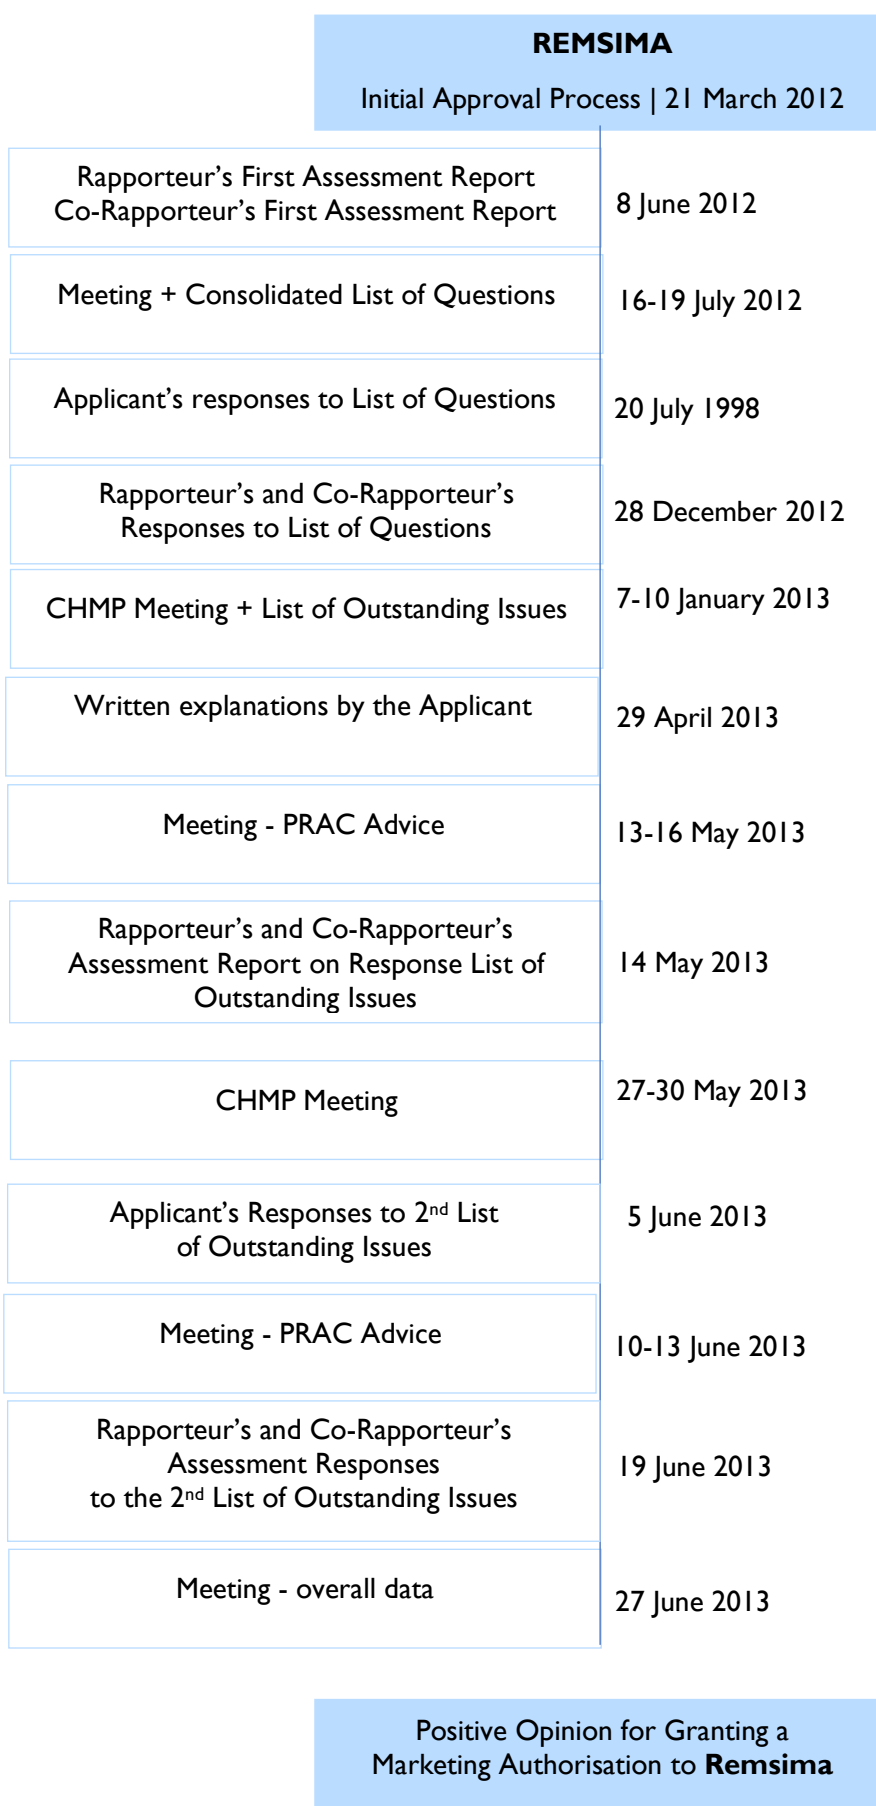 REMSIMA
Initial Approval Process | 21 March 2012
Rapporteur’s First Assessment Report
Co-Rapporteur’s First Assessment Report
8 June 2012
Meeting + Consolidated List of Questions
16-19 July 2012
Applicant’s responses to List of Questions
20 July 1998
Rapporteur’s and Co-Rapporteur’s
Responses to List of Questions
28 December 2012
CHMP Meeting + List of Outstanding Issues
7-10 January 2013
Written explanations by the Applicant
29 April 2013
Meeting - PRAC Advice
13-16 May 2013
Rapporteur’s and Co-Rapporteur’s
Assessment Report on Response List of
Outstanding Issues
14 May 2013
CHMP Meeting
27-30 May 2013
Applicant’s Responses to 2nd List
of Outstanding Issues
5 June 2013
Meeting - PRAC Advice
10-13 June 2013
Rapporteur’s and Co-Rapporteur’s
Assessment Responses
to the 2nd List of Outstanding Issues
19 June 2013
Meeting - overall data
27 June 2013
Positive Opinion for Granting a
Marketing Authorisation to Remsima